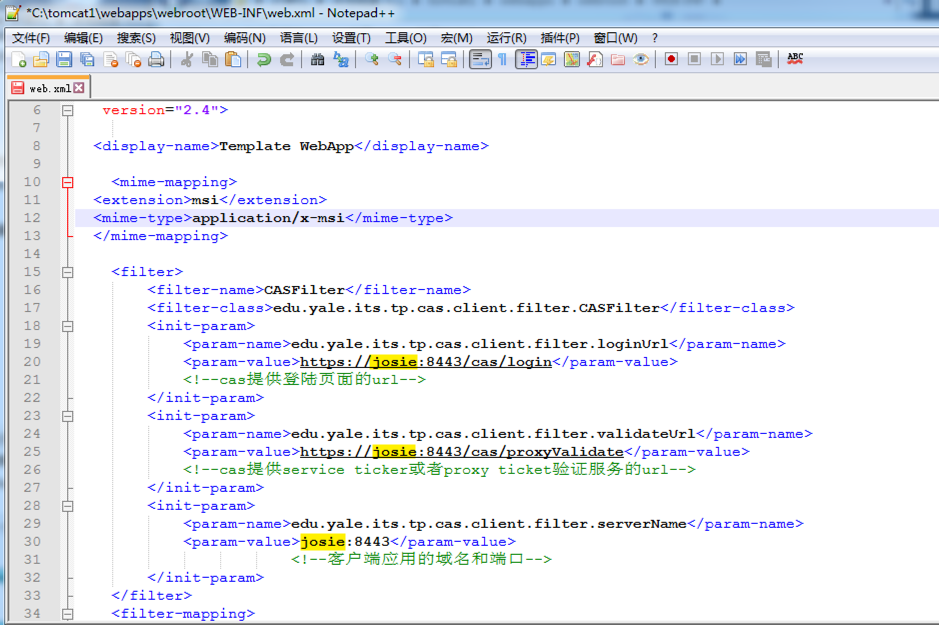 *C:\tomcat1\webapps\webroot\WEB-INF\web.xml - Notepad++
文件(F) 编辑(E) 搜索(S) 视图(V) 编码(N) 语言(L) 设置(T) 工具(O) 宏(M) 运行(R) 插件(P) 窗口(W) ?
ABC
web.xml
6 version="2.4">
7
8 <display-name>Template WebApp</display-name>
9
10 <mime-mapping>
11 <extension>msi</extension>
12 <mime-type>application/x-msi</mime-type>
13 </mime-mapping>
14
15 <filter>
16 <filter-name>CASFilter</filter-name>
17 <filter-class>edu.yale.its.tp.cas.client.filter.CASFilter</filter-class>
18 <init-param>
19 <param-name>edu.yale.its.tp.cas.client.filter.loginUrl</param-name>
20 <param-value>https://josie:8443/cas/login</param-value>
21 <!--cas提供登陆页面的url-->
22 </init-param>
23 <init-param>
24 <param-name>edu.yale.its.tp.cas.client.filter.validateUrl</param-name>
25 <param-value>https://josie:8443/cas/proxyValidate</param-value>
26 <!--cas提供service ticker或者proxy ticket验证服务的url-->
27 </init-param>
28 <init-param>
29 <param-name>edu.yale.its.tp.cas.client.filter.serverName</param-name>
30 <param-value>josie:8443</param-value>
31 <!--客户端应用的域名和端口-->
32 </init-param>
33 </filter>
34 <filter-mapping>